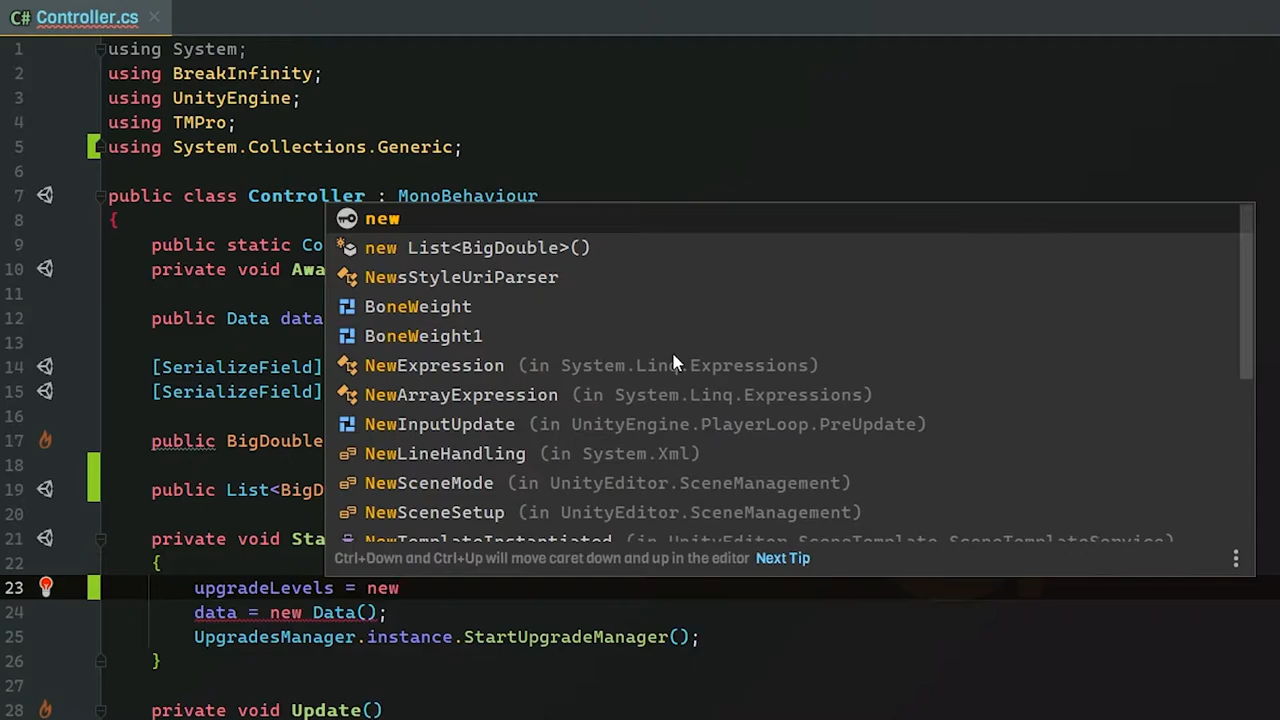 C# Controller.cs
1 using System;
2 using BreakInfinity;
3 using UnityEngine;
4 using TMPro;
5 using System.Collections.Generic;
6
7 public class Controller : MonoBehaviour
8 {
9 public static Co
10 private void Awa
11
12 public Data data
13
14 [SerializeField]
15 [SerializeField]
16
17 public BigDouble
18
19 public List<BigD
20
21 private void Sta
22 {
23 upgradeLevels = new
24 data = new Data();
25 UpgradesManager.instance.StartUpgradeManager();
26 }
27
28 private void Update()
new
new List<BigDouble>()
NewsStyleUriParser
BoneWeight
BoneWeight1
NewExpression (in System.Linq.Expressions)
NewArrayExpression (in System.Linq.Expressions)
NewInputUpdate (in UnityEngine.PlayerLoop.PreUpdate)
NewLineHandling (in System.Xml)
NewSceneMode (in UnityEditor.SceneManagement)
NewSceneSetup (in UnityEditor.SceneManagement)
NewTemplateInstantiated (in UnityEditor.SceneTemplate.SceneTemplateService)
Ctrl+Down and Ctrl+Up will move caret down and up in the editor Next Tip